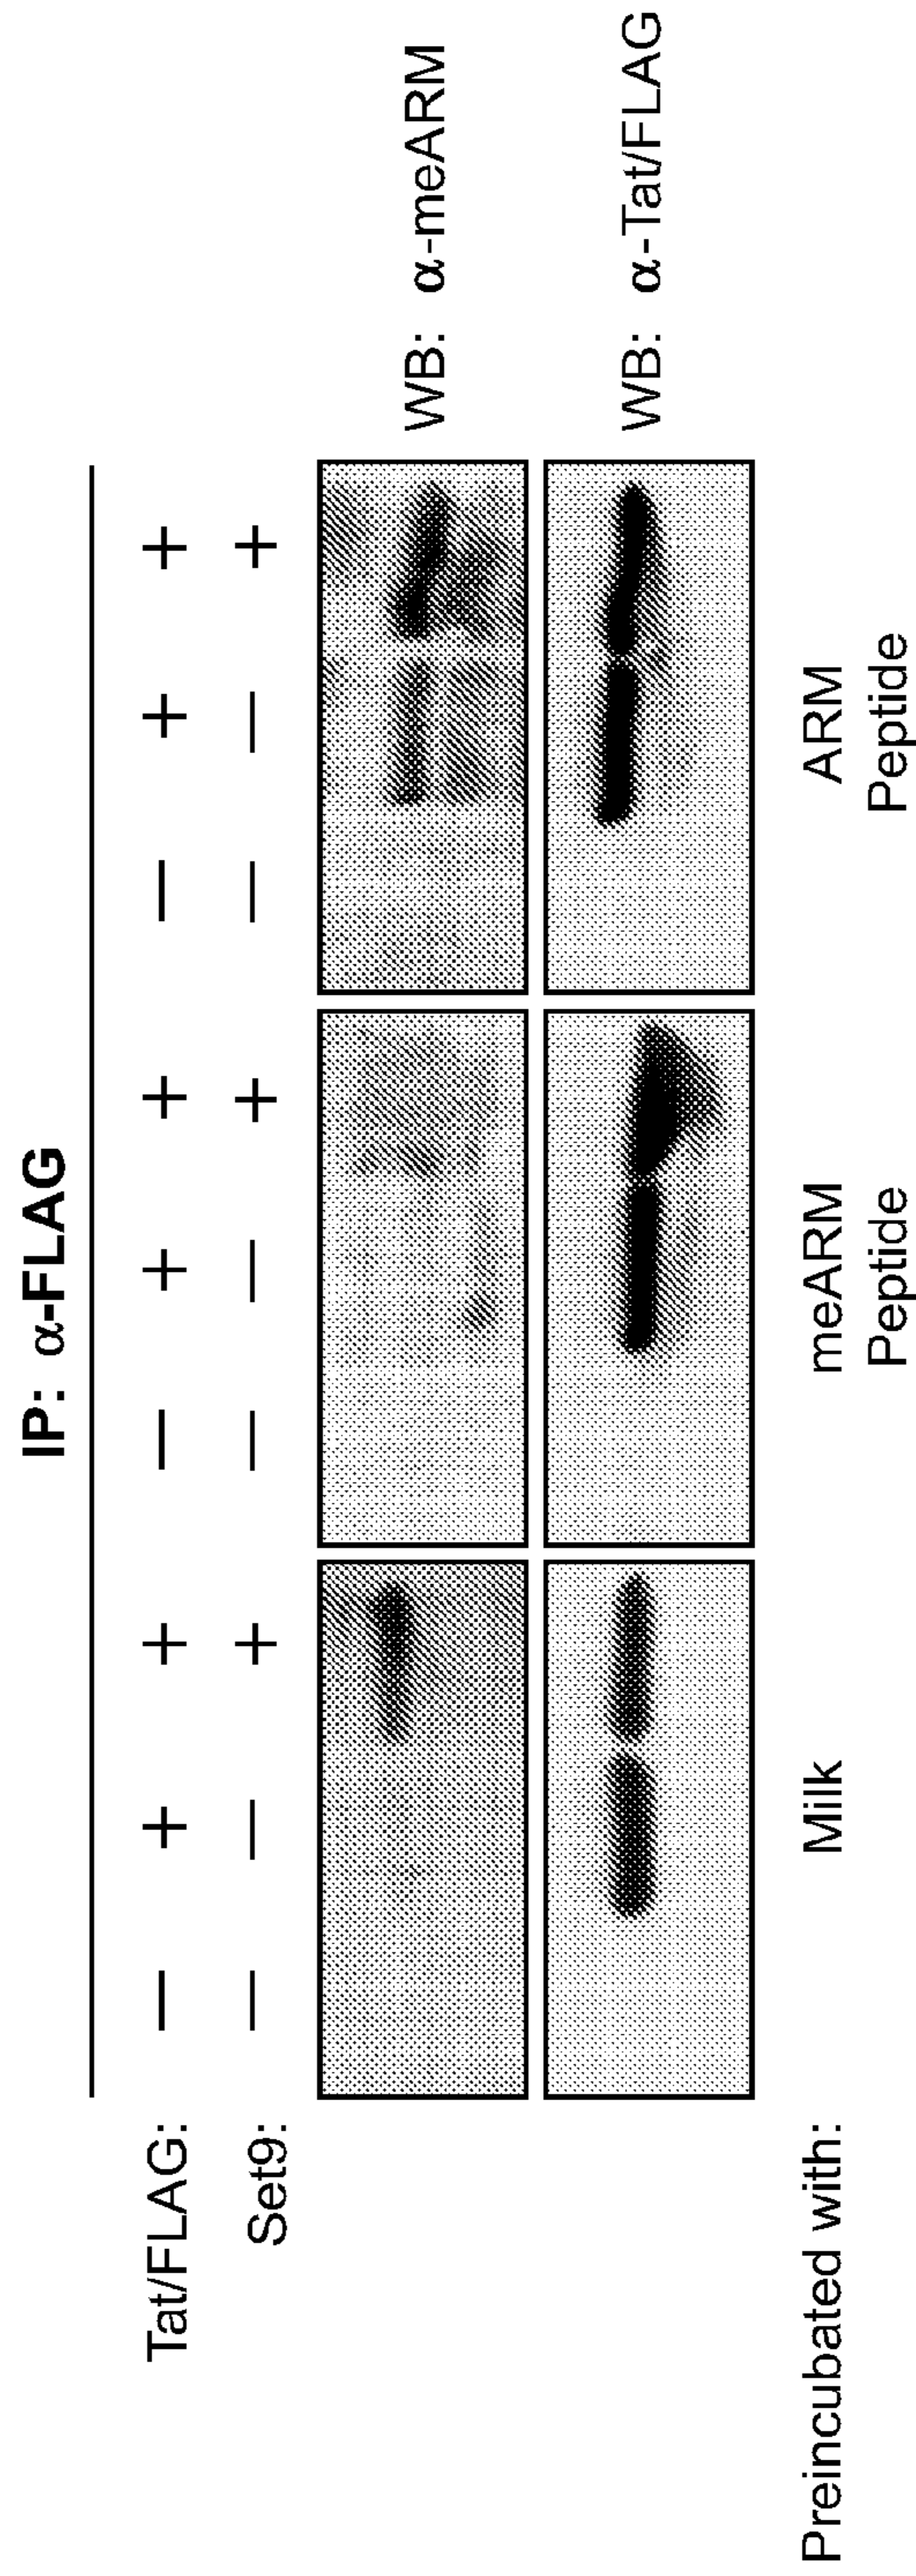 IP: α-FLAG
Tat/FLAG: — + + — + + — + +
Set9: — — + — — + — — +
WB: α-meARM
WB: α-Tat/FLAG
Preincubated with: Milk meARM Peptide ARM Peptide